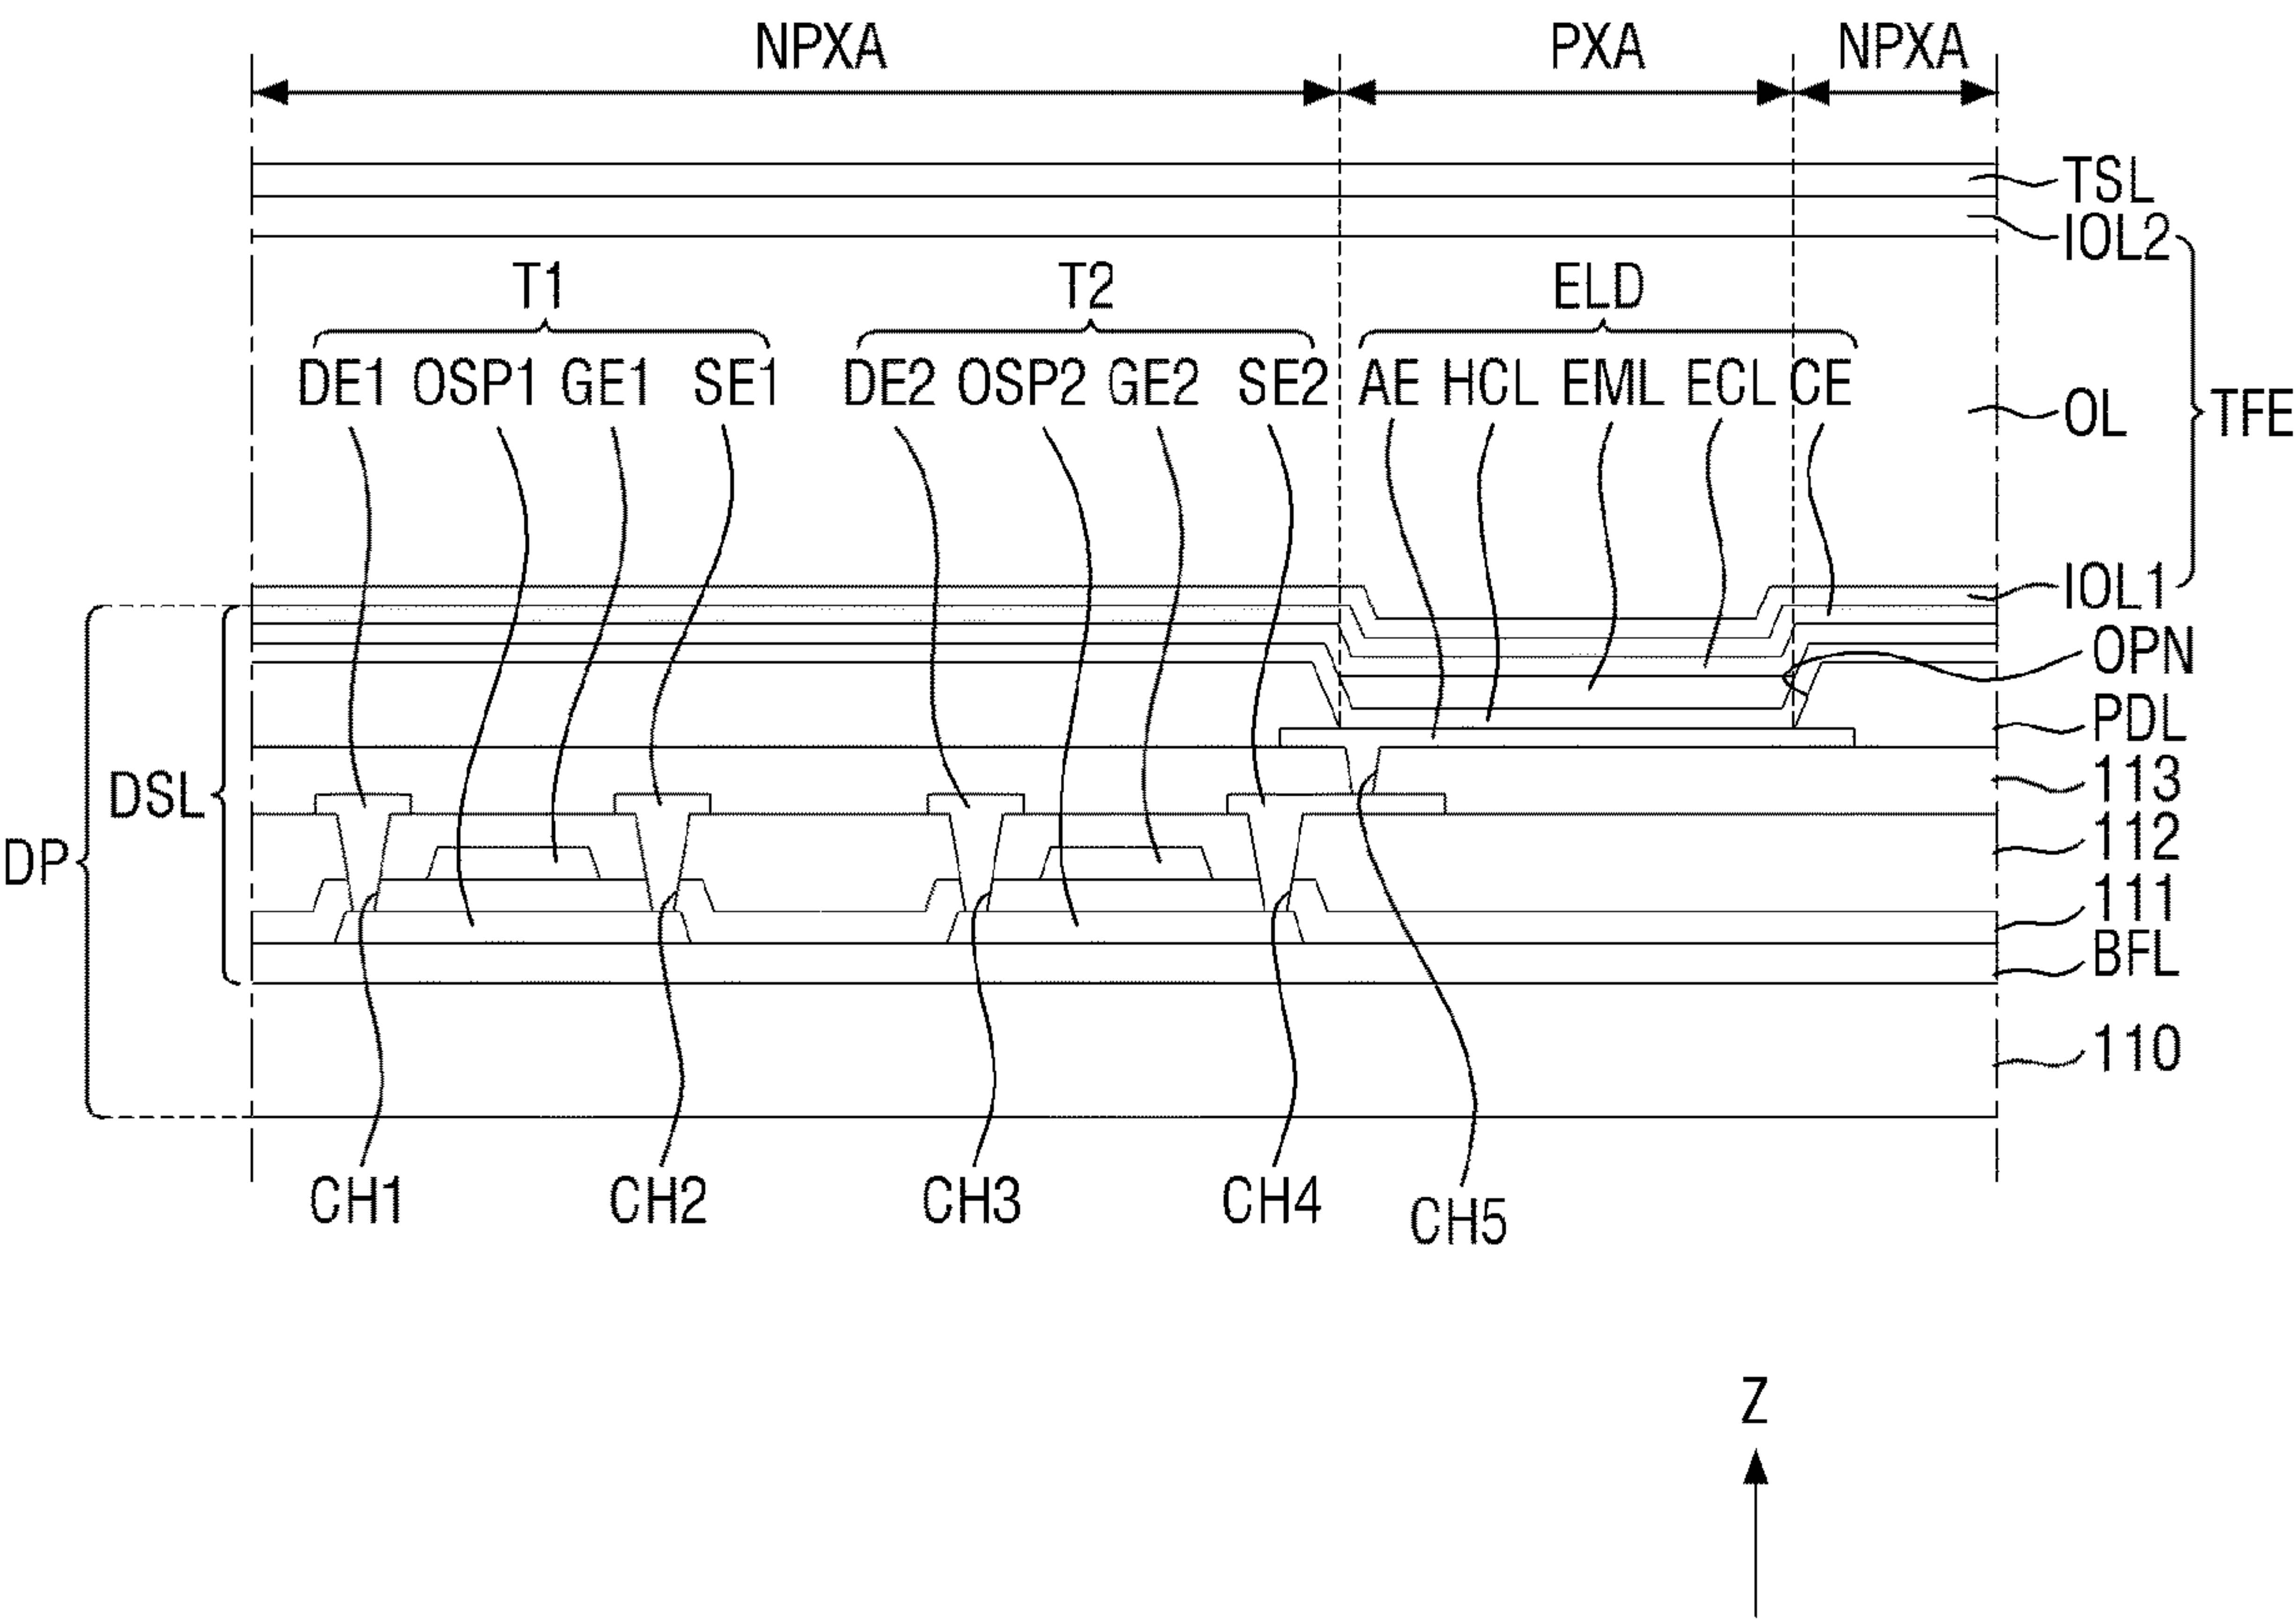 NPXA PXA NPXA
TSL
IOL2
T1 T2 ELD
DE1 OSP1 GE1 SE1 DE2 OSP2 GE2 SE2 AE HCL EML ECL CE
OL TFE
IOL1
OPN
PDL
113
DSL
112
DP
111
BFL
110
CH1 CH2 CH3 CH4 CH5
Z